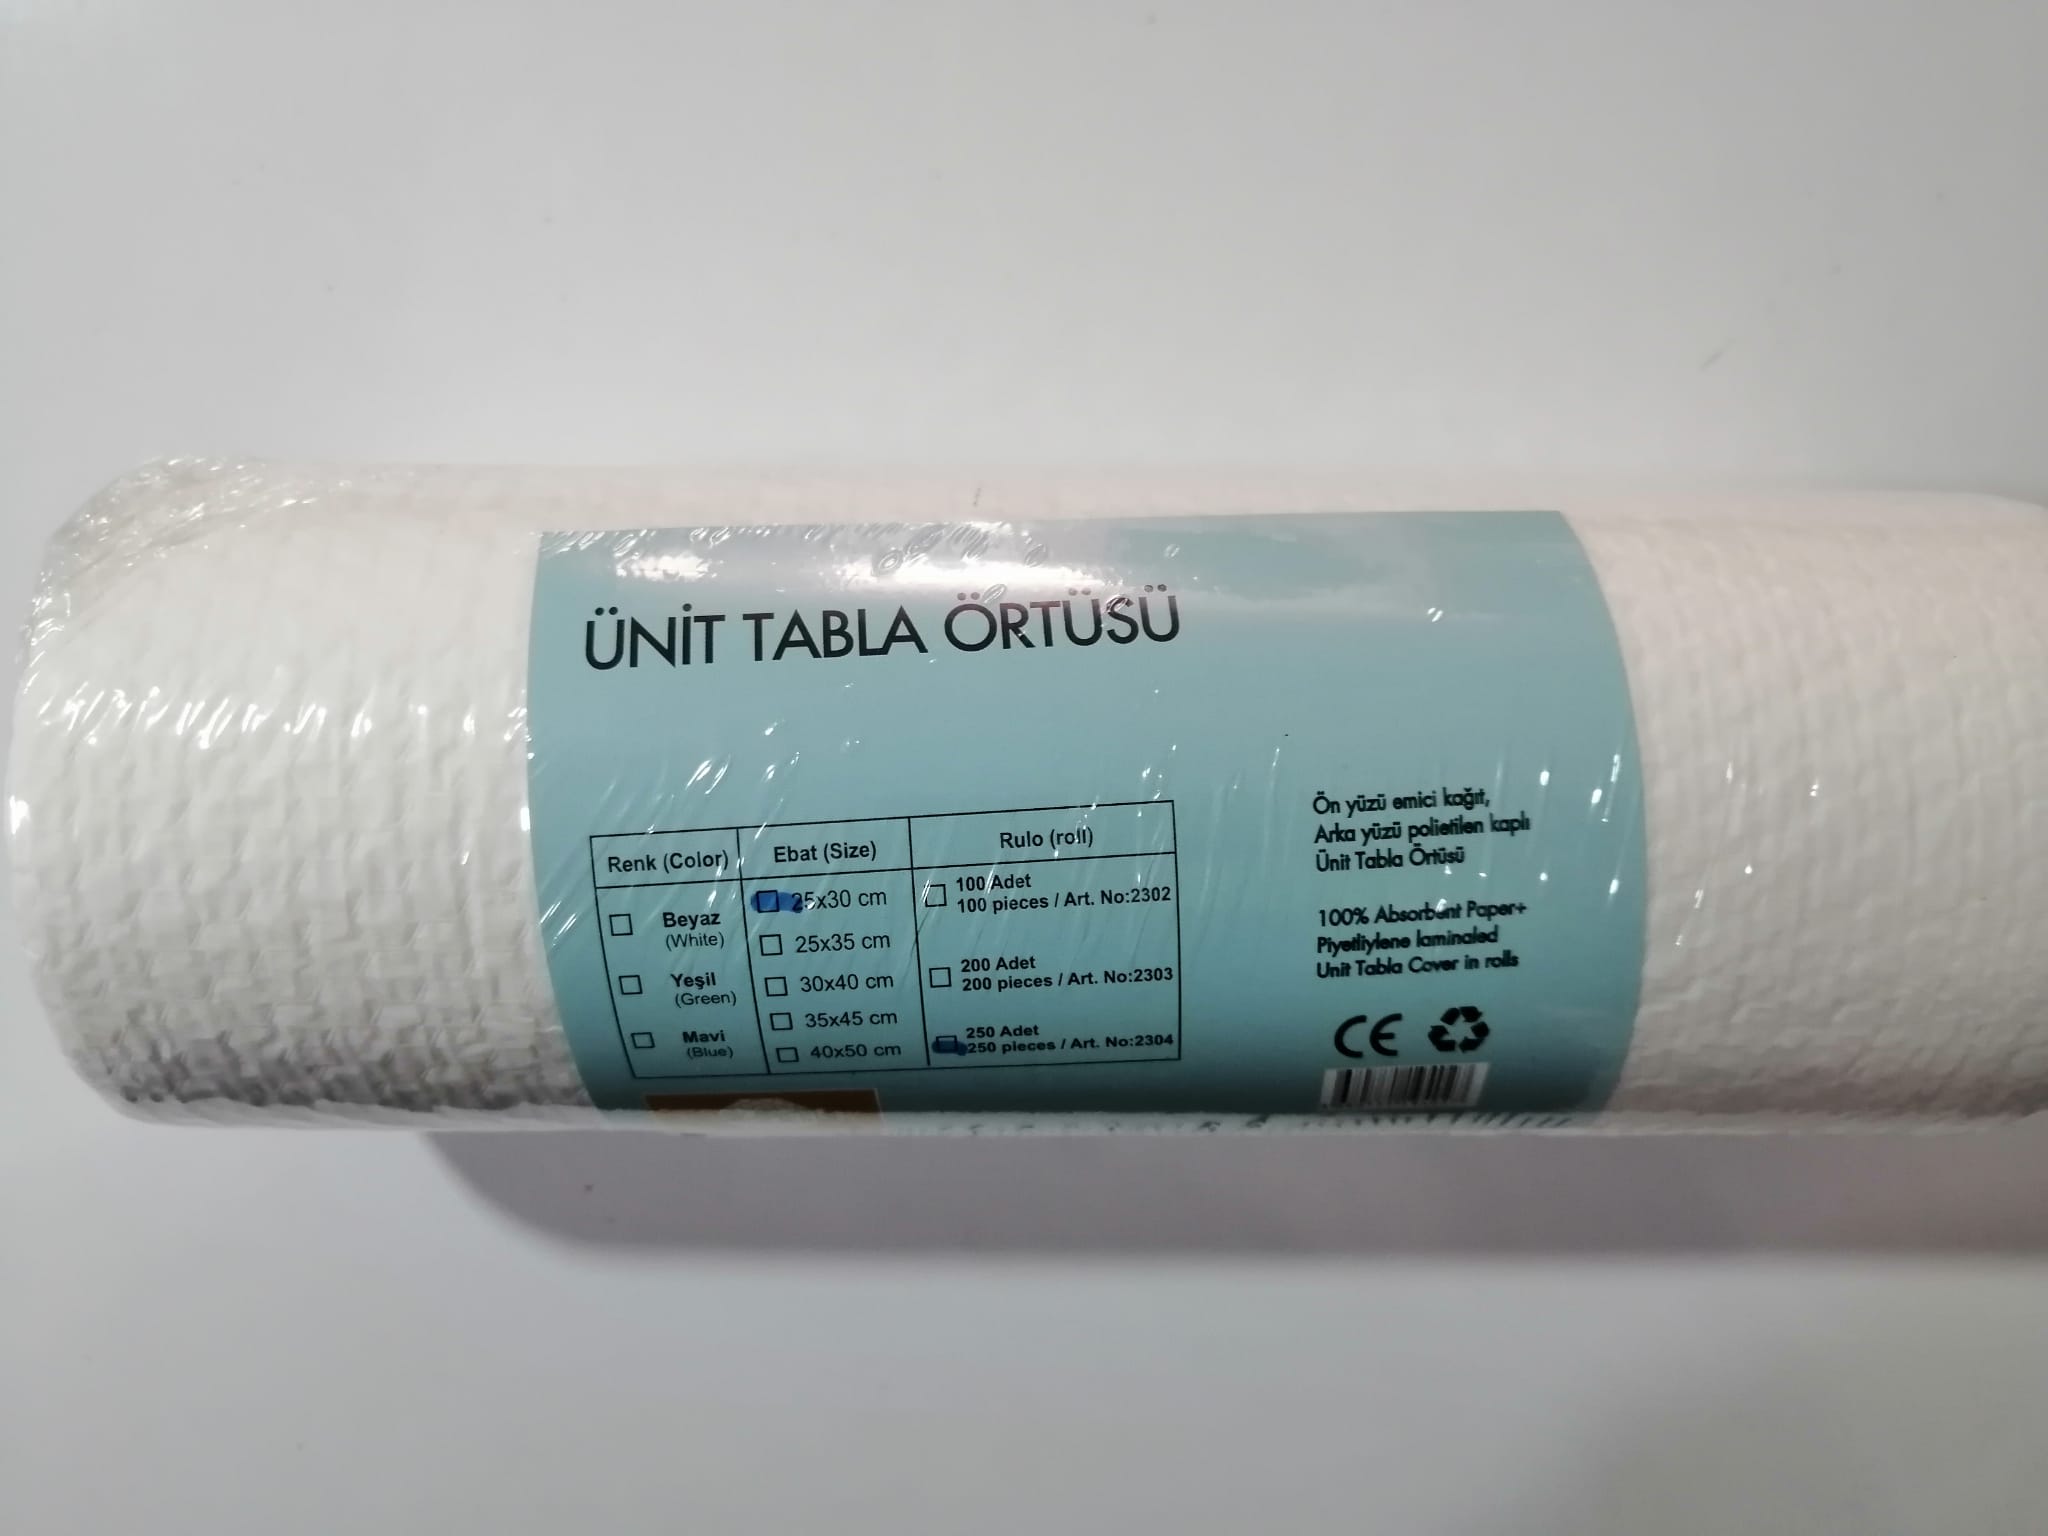 ÜNİT TABLA ÖRTÜSÜ
Renk (Color)
Beyaz
(White)
Yeşil
(Green)
Mavi
(Blue)
Ebat (Size)
25x30 cm
25x35 cm
30x40 cm
35x45 cm
40x50 cm
Rulo (roll)
100 Adet
100 pieces / Art. No:2302
200 Adet
200 pieces / Art. No:2303
250 Adet
250 pieces / Art. No:2304
Ön yüzü emici kağıt,
Arka yüzü polietilen kaplı
Ünit Tabla Örtüsü
100% Absorbent Paper+
Piyetliylene laminaled
Unit Tabla Cover in rolls
CE